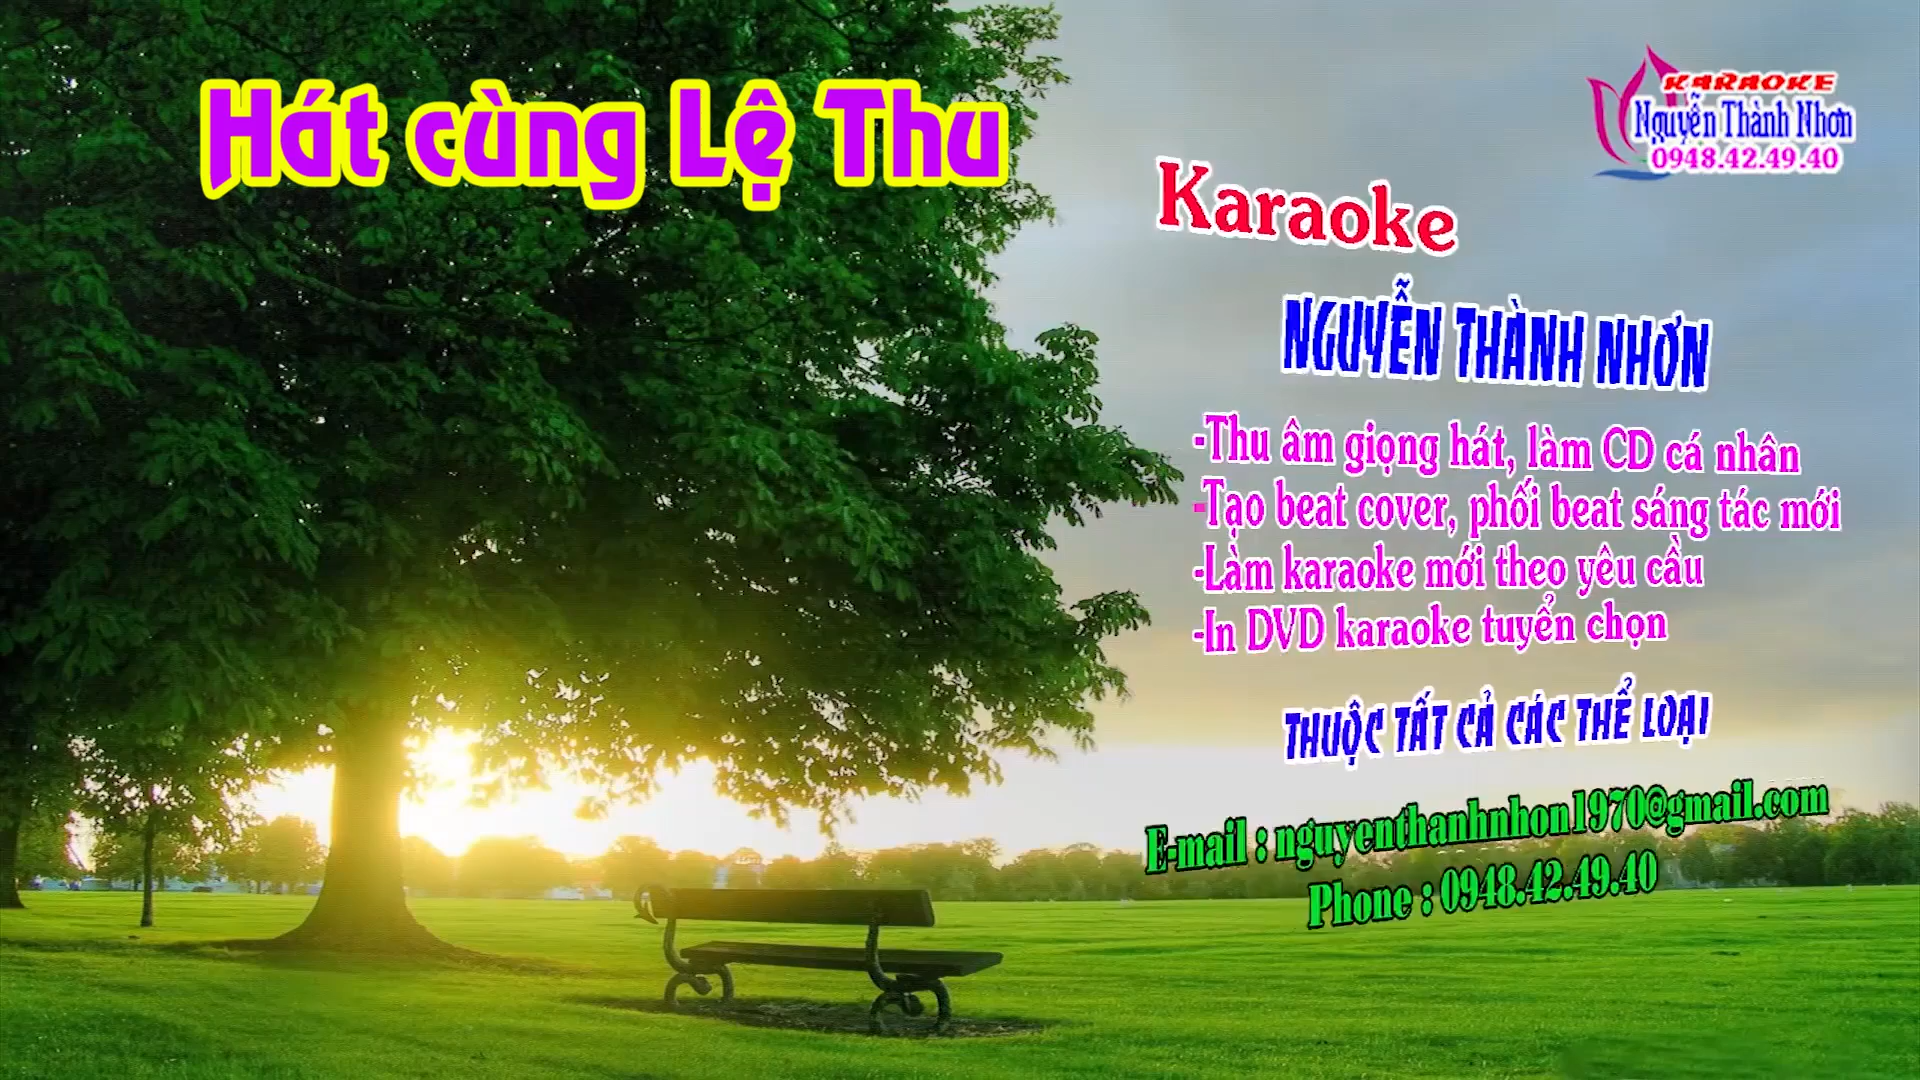 Hát cùng Lệ Thu
KARAOKE
Nguyễn Thành Nhơn
0948.42.49.40
Karaoke
NGUYỄN THÀNH NHƠN
-Thu âm giọng hát, làm CD cá nhân
-Tạo beat cover, phối beat sáng tác mới
-Làm karaoke mới theo yêu cầu
-In DVD karaoke tuyển chọn
THUỘC TẤT CẢ CÁC THỂ LOẠI
E-mail : nguyenthanhnhon1970@gmail.com
Phone : 0948.42.49.40